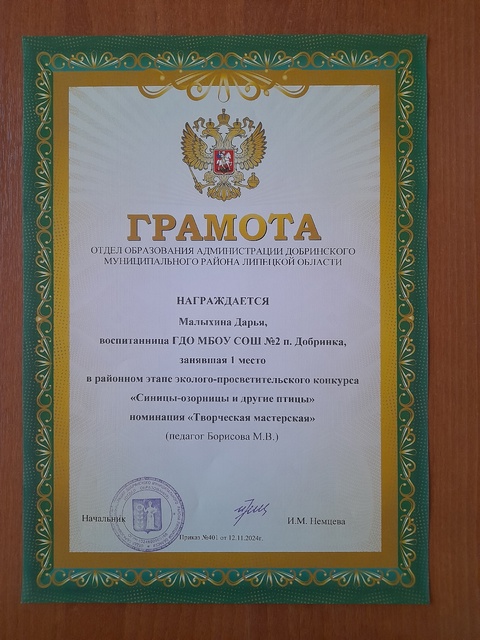 ГРАМОТА
ОТДЕЛ ОБРАЗОВАНИЯ АДМИНИСТРАЦИИ ДОБРИНСКОГО
МУНИЦИПАЛЬНОГО РАЙОНА ЛИПЕЦКОЙ ОБЛАСТИ
НАГРАЖДАЕТСЯ
Малыхина Дарья,
воспитанница ГДО МБОУ СОШ №2 п. Добринка,
занявшая 1 место
в районном этапе эколого-просветительского конкурса
«Синицы-озорницы и другие птицы»
номинация «Творческая мастерская»
(педагог Борисова М.В.)
Начальник
И.М. Немцева
Приказ №401 от 12.11.2024г.